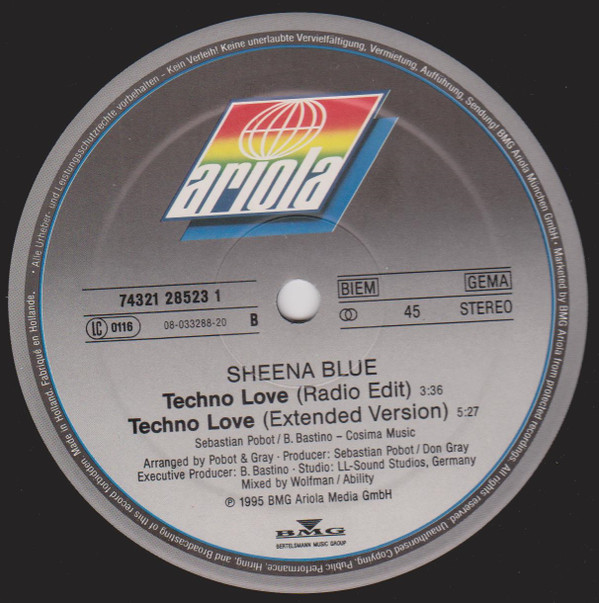 · Alle Urheber- und Leistungsschutzrechte vorbehalten – Kein Verleih! Keine unerlaubte Vervielfältigung, Vermietung, Aufführung, Sendung! BMG Ariola München GmbH · Marketed by BMG Ariola from protected recordings. All rights reserved. Unauthorised Copying, Public Performance, Hiring, and Broadcasting of this record forbidden. Made in Holland. Fabriqué en Hollande.
ariola
74321 28523 1
LC 0116 08-033288-20 B
BIEM GEMA
45 STEREO
SHEENA BLUE
Techno Love (Radio Edit) 3:36
Techno Love (Extended Version) 5:27
Sebastian Pobot / B. Bastino – Cosima Music
Arranged by Pobot & Gray · Producer: Sebastian Pobot / Don Gray
Executive Producer: B. Bastino · Studio: LL-Sound Studios, Germany
Mixed by Wolfman / Ability
℗ 1995 BMG Ariola Media GmbH
BMG
BERTELSMANN MUSIC GROUP